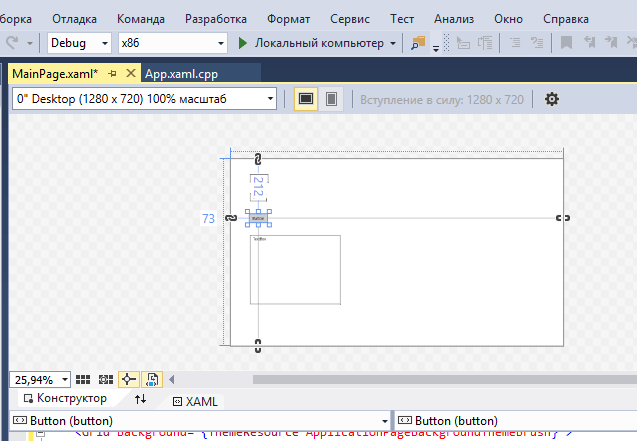 борка Отладка Команда Разработка Формат Сервис Тест Анализ Окно Справка
Debug x86 Локальный компьютер
MainPage.xaml* App.xaml.cpp
0" Desktop (1280 x 720) 100% масштаб Вступление в силу: 1280 x 720
212
73
Button
TextBox
25,94%
Конструктор XAML
Button (button) Button (button)
<Grid Background="{ThemeResource ApplicationPageBackgroundThemeBrush}">